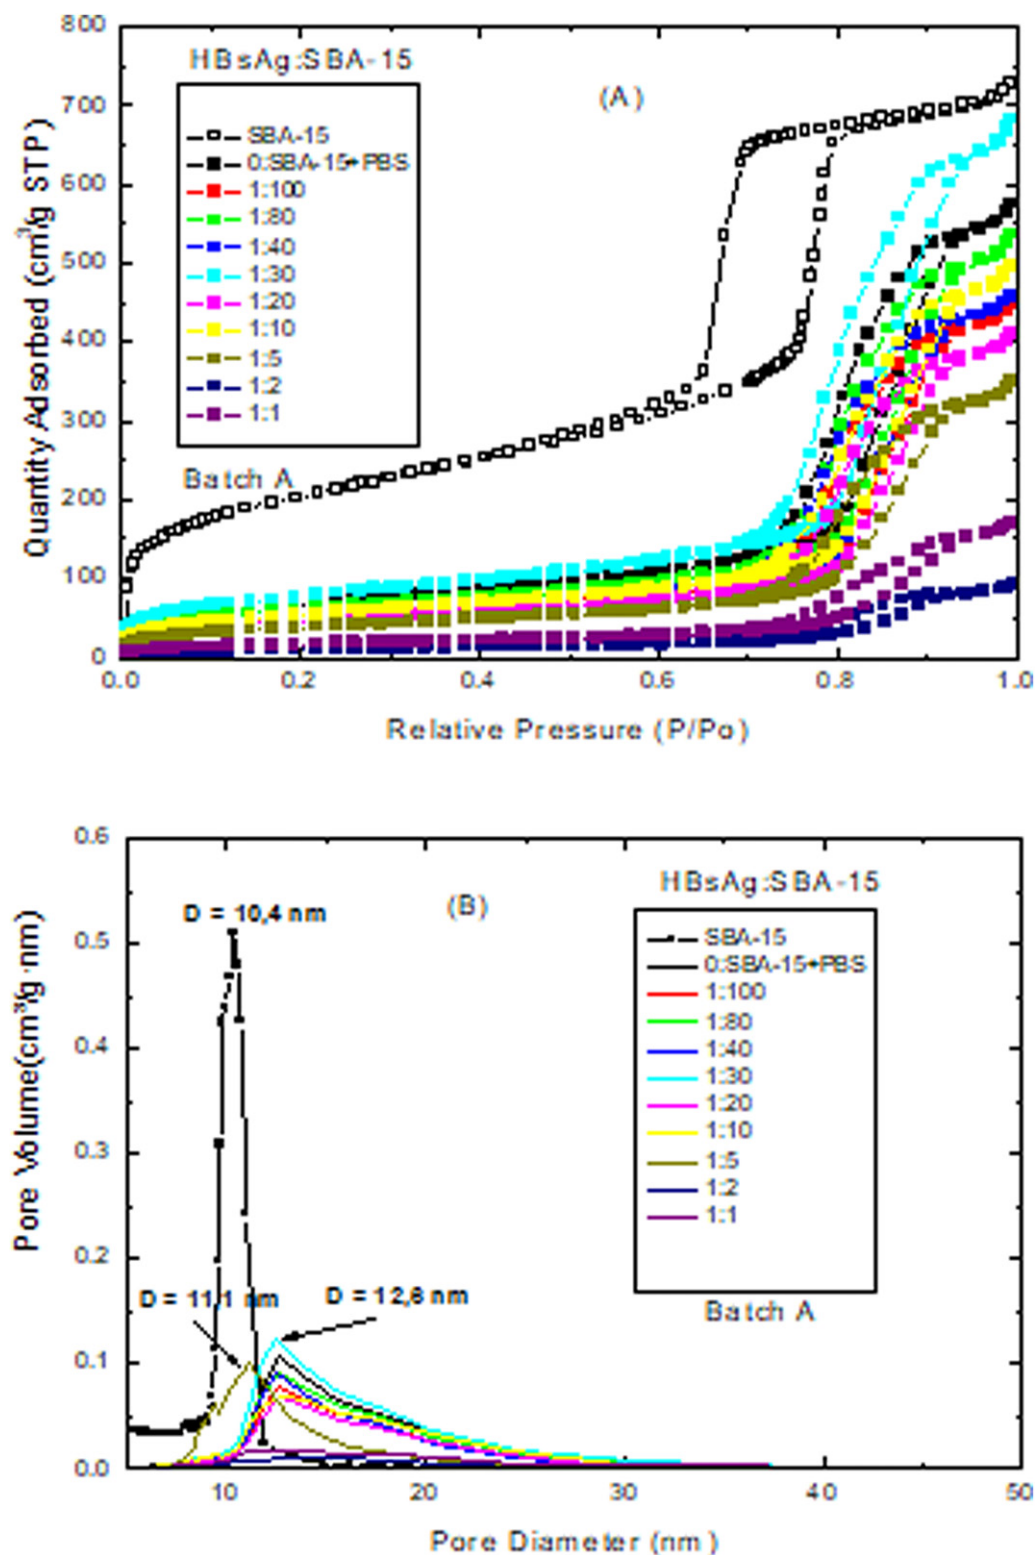 800
700
600
500
400
300
200
100
0
Quantity Adsorbed (cm³/g STP)
HBsAg:SBA-15
SBA-15
0:SBA-15+PBS
1:100
1:80
1:40
1:30
1:20
1:10
1:5
1:2
1:1
Batch A
(A)
0.0 0.2 0.4 0.6 0.8 1.0
Relative Pressure (P/Po)
0.6
0.5
0.4
0.3
0.2
0.1
0.0
Pore Volume(cm³/g·nm)
D = 10,4 nm
(B)
HBsAg:SBA-15
SBA-15
0:SBA-15+PBS
1:100
1:80
1:40
1:30
1:20
1:10
1:5
1:2
1:1
Batch A
D = 11,1 nm
D = 12,8 nm
10 20 30 40 50
Pore Diameter (nm)